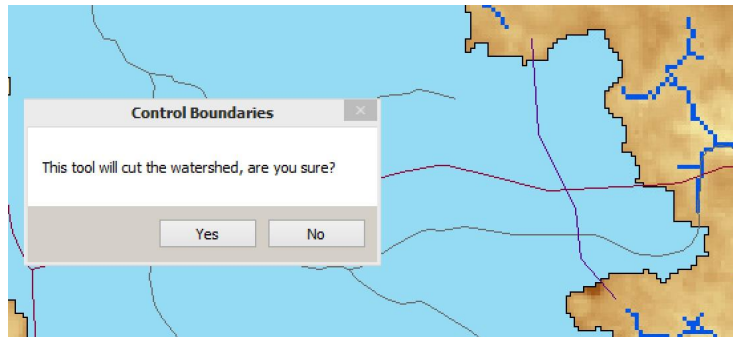 Control Boundaries
This tool will cut the watershed, are you sure?
Yes
No